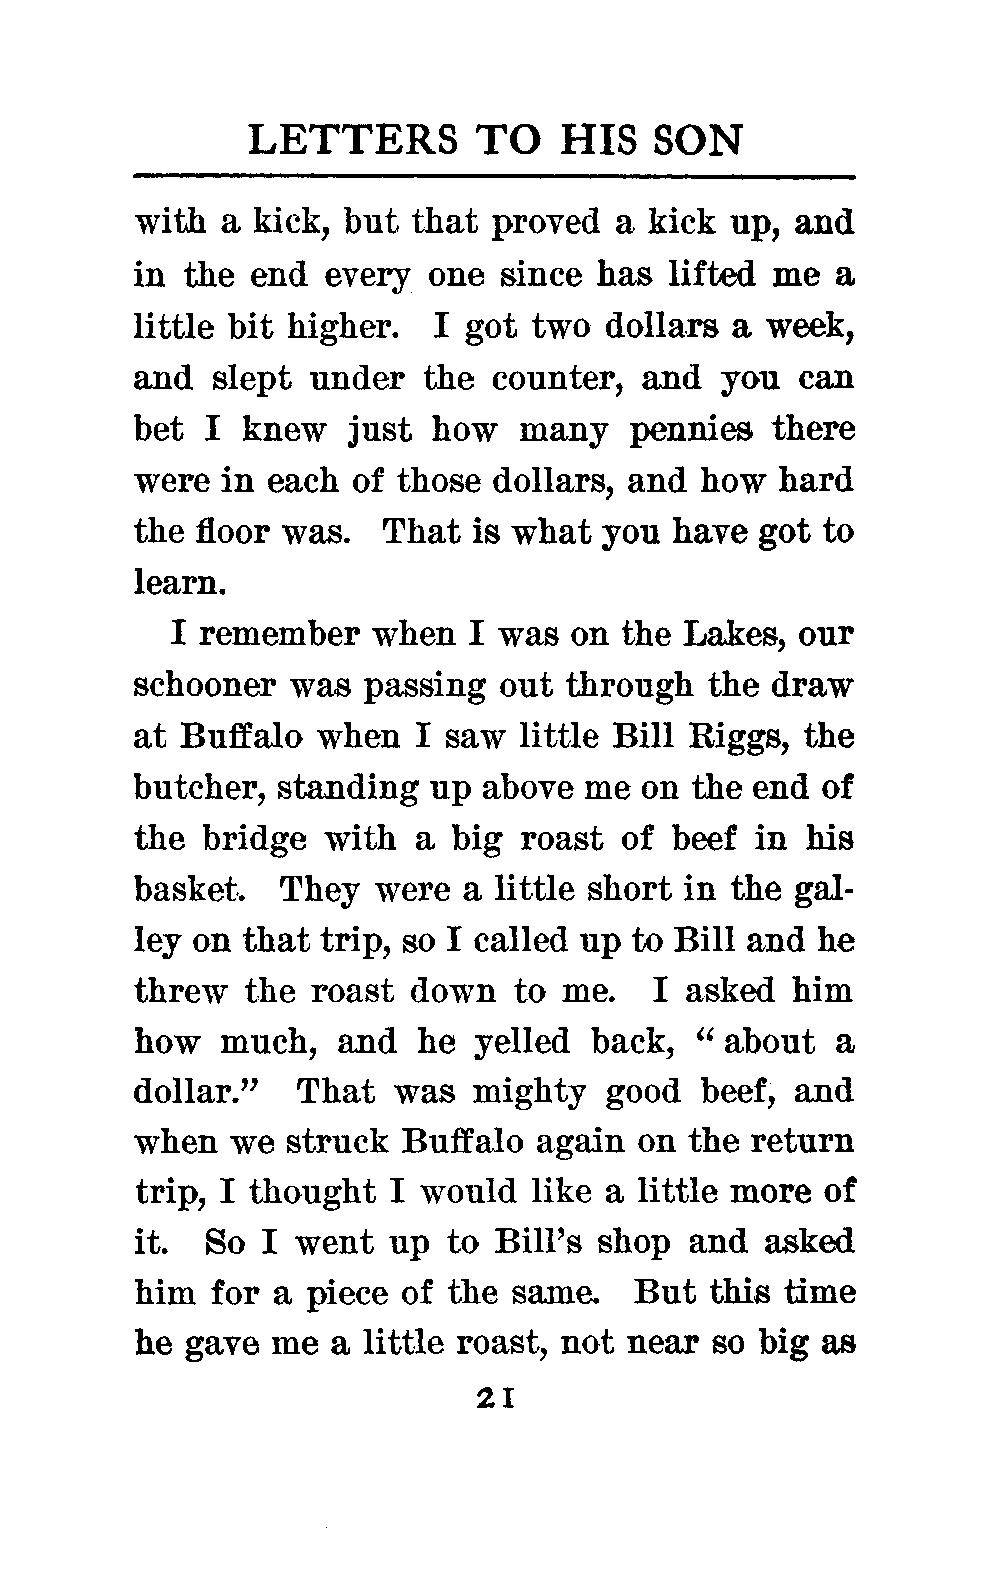 LETTERS TO HIS SON
with a kick, but that proved a kick up, and
in the end every one since has lifted me a
little bit higher. I got two dollars a week,
and slept under the counter, and you can
bet I knew just how many pennies there
were in each of those dollars, and how hard
the floor was. That is what you have got to
learn.
I remember when I was on the Lakes, our
schooner was passing out through the draw
at Buffalo when I saw little Bill Riggs, the
butcher, standing up above me on the end of
the bridge with a big roast of beef in his
basket. They were a little short in the gal-
ley on that trip, so I called up to Bill and he
threw the roast down to me. I asked him
how much, and he yelled back, "about a
dollar." That was mighty good beef, and
when we struck Buffalo again on the return
trip, I thought I would like a little more of
it. So I went up to Bill's shop and asked
him for a piece of the same. But this time
he gave me a little roast, not near so big as
21